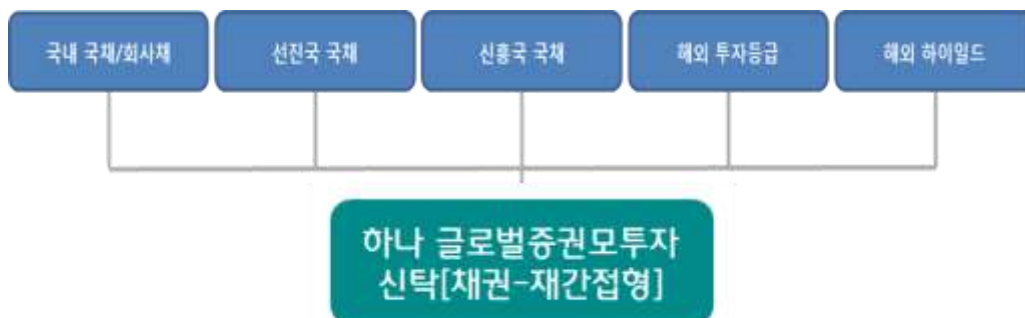 국내 국채/회사채
선진국 국채
신흥국 국채
해외 투자등급
해외 하이일드
하나 글로벌증권모투자
신탁[채권-재간접형]